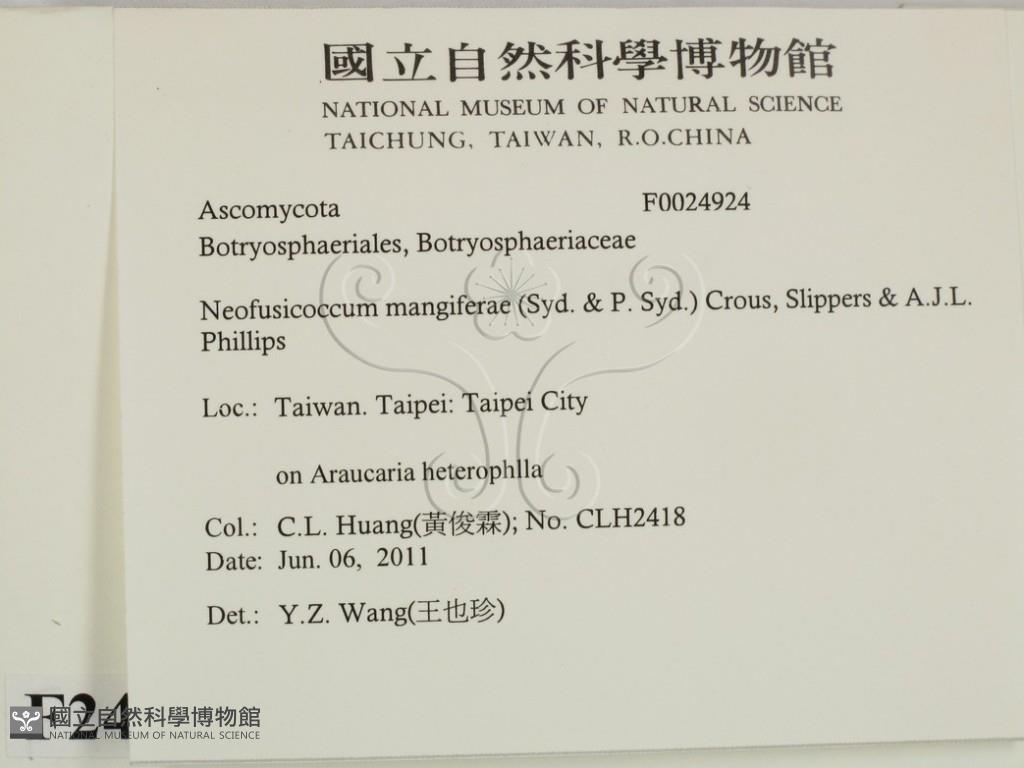 國立自然科學博物館
NATIONAL MUSEUM OF NATURAL SCIENCE
TAICHUNG, TAIWAN, R.O.CHINA
Ascomycota F0024924
Botryosphaeriales, Botryosphaeriaceae
Neofusicoccum mangiferae (Syd. & P. Syd.) Crous, Slippers & A.J.L.
Phillips
Loc.: Taiwan. Taipei: Taipei City
on Araucaria heterophlla
Col.: C.L. Huang(黃俊霖); No. CLH2418
Date: Jun. 06, 2011
Det.: Y.Z. Wang(王也珍)
F24
國立自然科學博物館
NATIONAL MUSEUM OF NATURAL SCIENCE